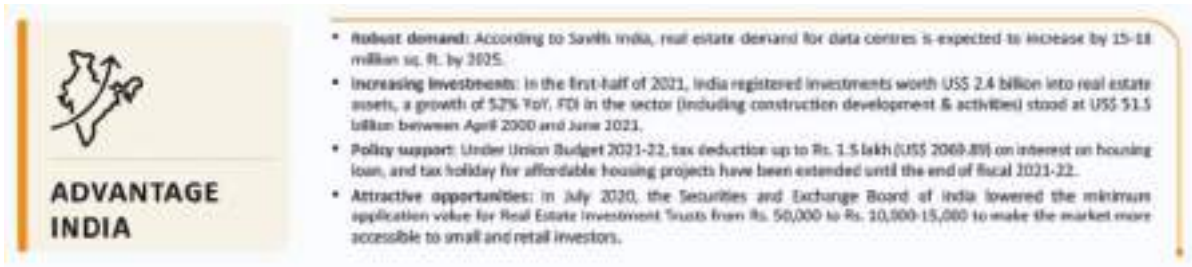 ADVANTAGE
INDIA
• Robust demand: According to Savills India, real estate demand for data centres is expected to increase by 15-18
million sq. ft. by 2025.
• Increasing investments: In the first-half of 2021, India registered investments worth US$ 2.4 billion into real estate
assets, a growth of 52% YoY. FDI in the sector (including construction development & activities) stood at US$ 51.5
billion between April 2000 and June 2021.
• Policy support: Under Union Budget 2021-22, tax deduction up to Rs. 1.5 lakh (US$ 2069.89) on interest on housing
loan, and tax holiday for affordable housing projects have been extended until the end of fiscal 2021-22.
• Attractive opportunities: In July 2020, the Securities and Exchange Board of India lowered the minimum
application value for Real Estate Investment Trusts from Rs. 50,000 to Rs. 10,000-15,000 to make the market more
accessible to small and retail investors.